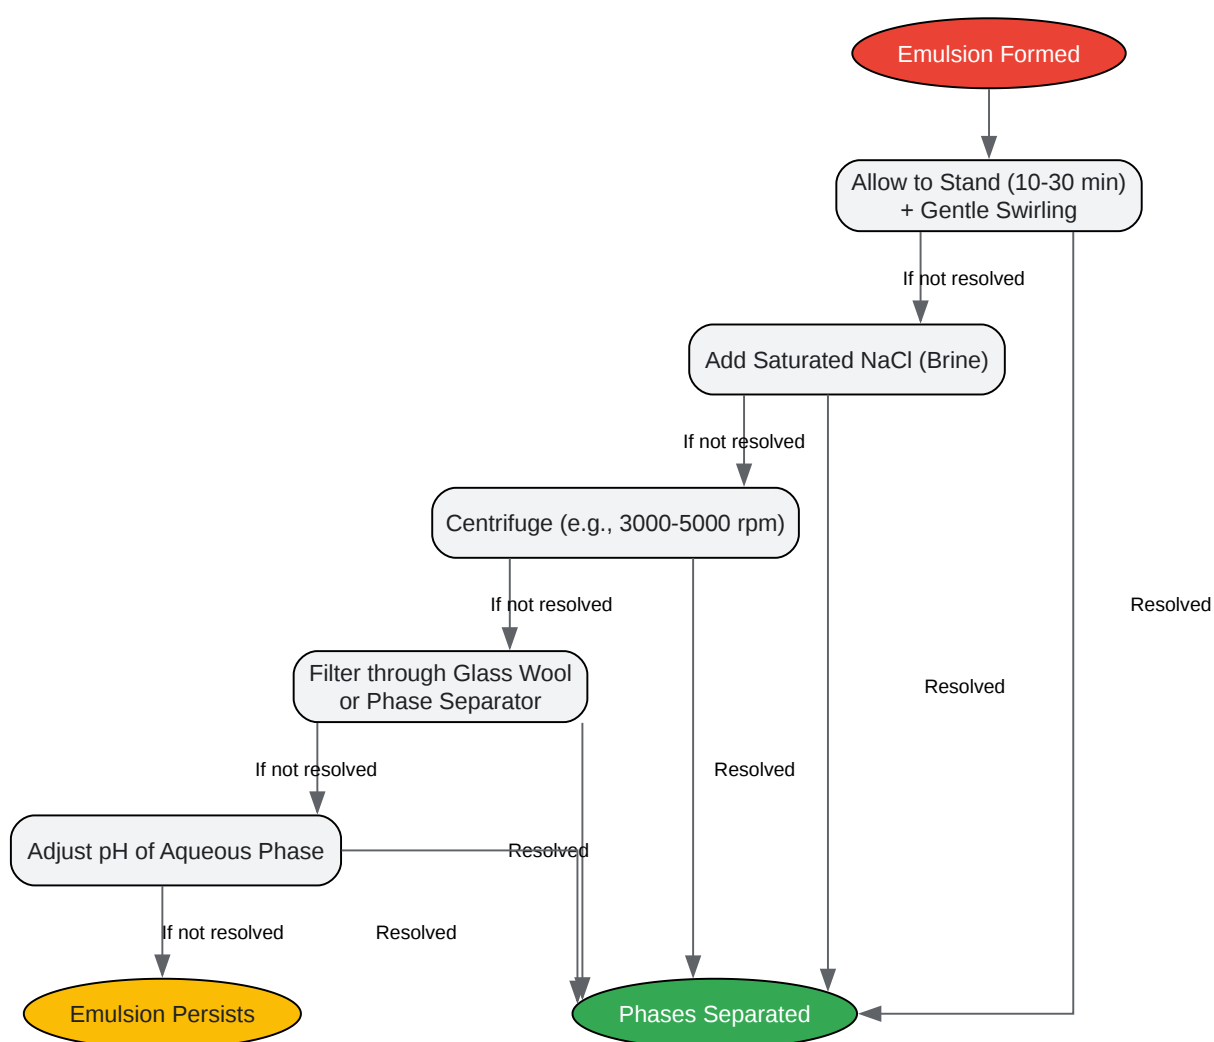 Emulsion Formed
Allow to Stand (10-30 min)
+ Gentle Swirling
If not resolved
Add Saturated NaCl (Brine)
If not resolved
Centrifuge (e.g., 3000-5000 rpm)
If not resolved
Resolved
Filter through Glass Wool
or Phase Separator
Resolved
If not resolved
Resolved
Adjust pH of Aqueous Phase
Resolved
If not resolved
Resolved
Emulsion Persists
Phases Separated